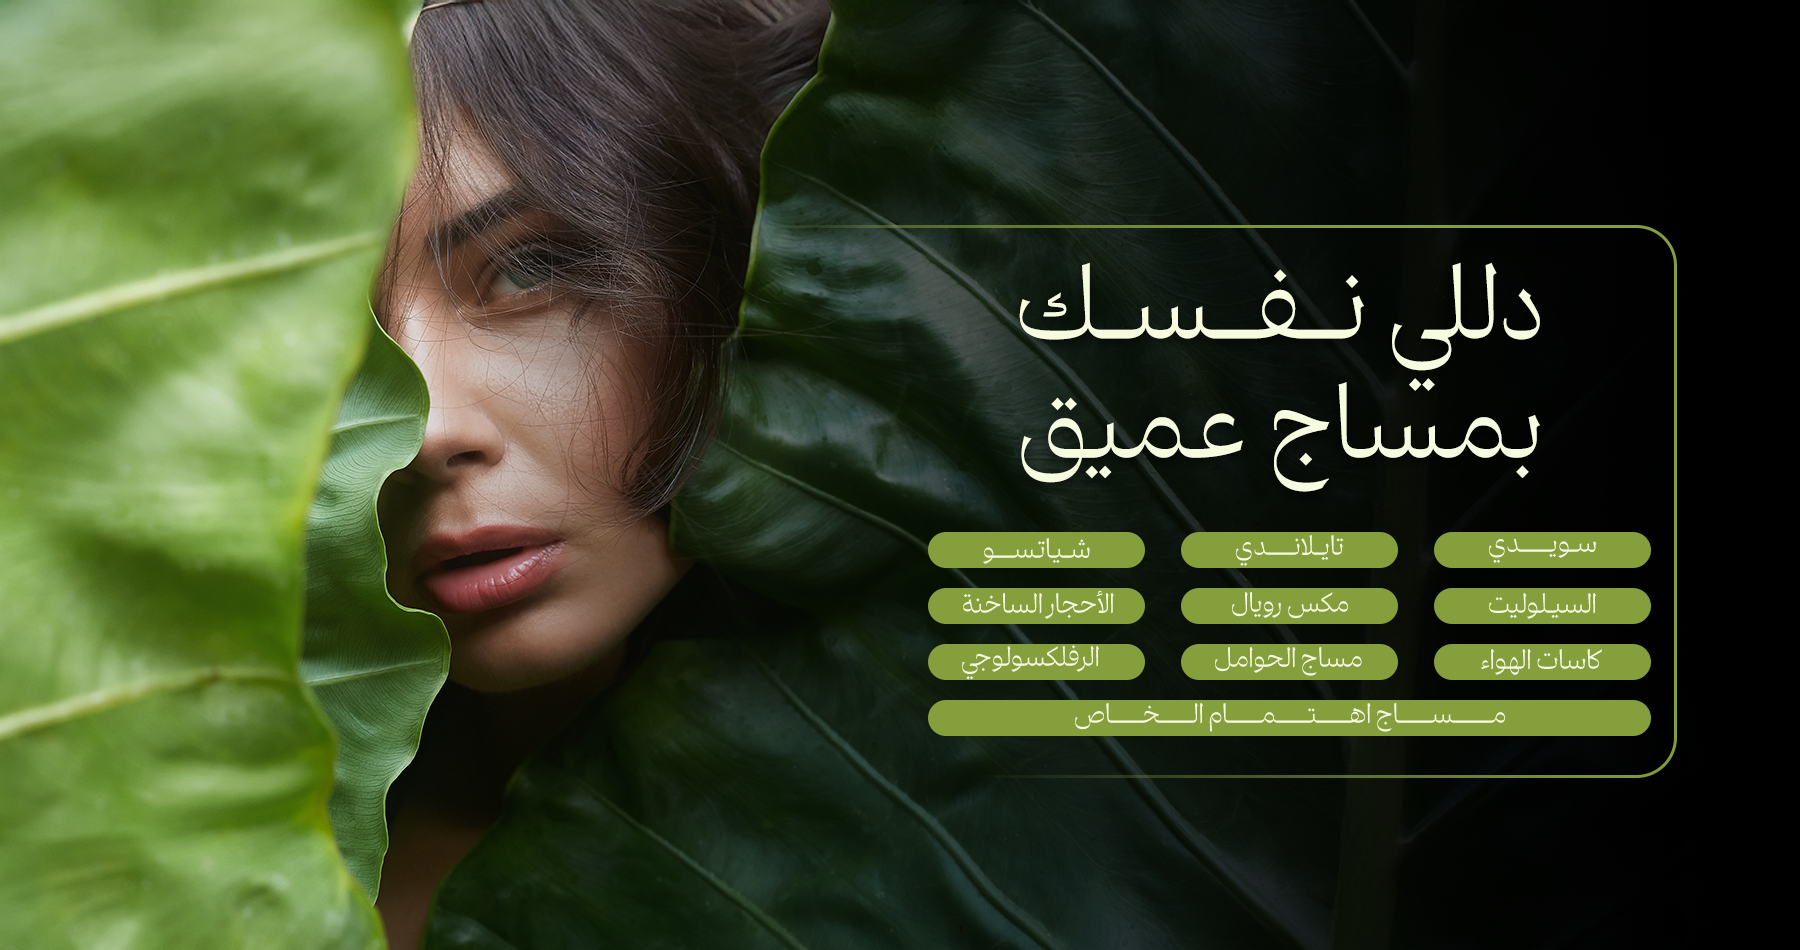 دللي نفسك
بمساج عميق
سويدي
تايلاندي
شياتسو
السيلوليت
مكس رويال
الأحجار الساخنة
كاسات الهواء
مساج الحوامل
الرفلكسولوجي
مساج اهتمام الخاص